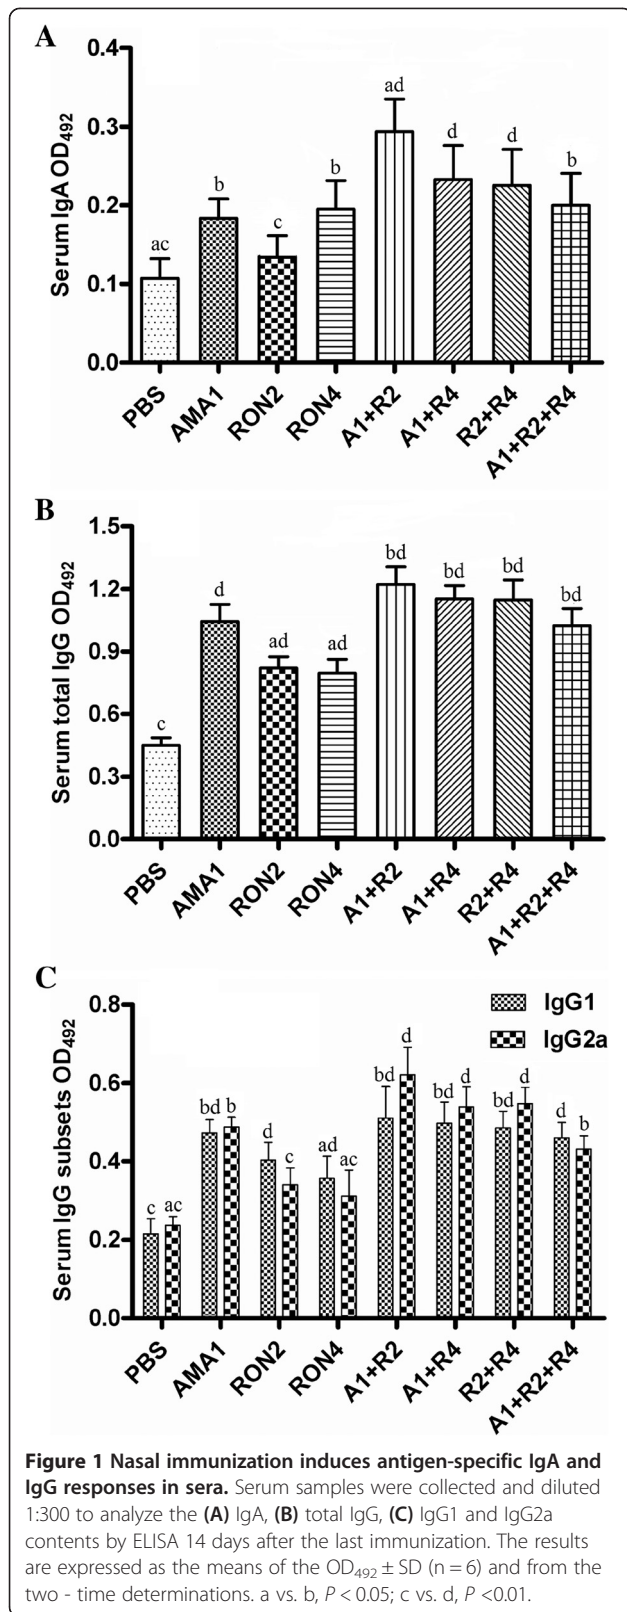 A
Serum IgA OD492
0.4
0.3
0.2
0.1
0.0
ac
b
c
b
ad
d
d
b
PBS
AMA1
RON2
RON4
A1+R2
A1+R4
R2+R4
A1+R2+R4
B
Serum total IgG OD492
1.5
1.2
0.9
0.6
0.3
0.0
c
d
ad
ad
bd
bd
bd
bd
PBS
AMA1
RON2
RON4
A1+R2
A1+R4
R2+R4
A1+R2+R4
C
Serum IgG subsets OD492
0.8
0.6
0.4
0.2
0.0
IgG1
IgG2a
c
ac
bd
b
d
c
ad
ac
bd
d
bd
d
bd
d
d
b
PBS
AMA1
RON2
RON4
A1+R2
A1+R4
R2+R4
A1+R2+R4
Figure 1 Nasal immunization induces antigen-specific IgA and
IgG responses in sera. Serum samples were collected and diluted
1:300 to analyze the (A) IgA, (B) total IgG, (C) IgG1 and IgG2a
contents by ELISA 14 days after the last immunization. The results
are expressed as the means of the OD492 ± SD (n = 6) and from the
two - time determinations. a vs. b, P < 0.05; c vs. d, P <0.01.